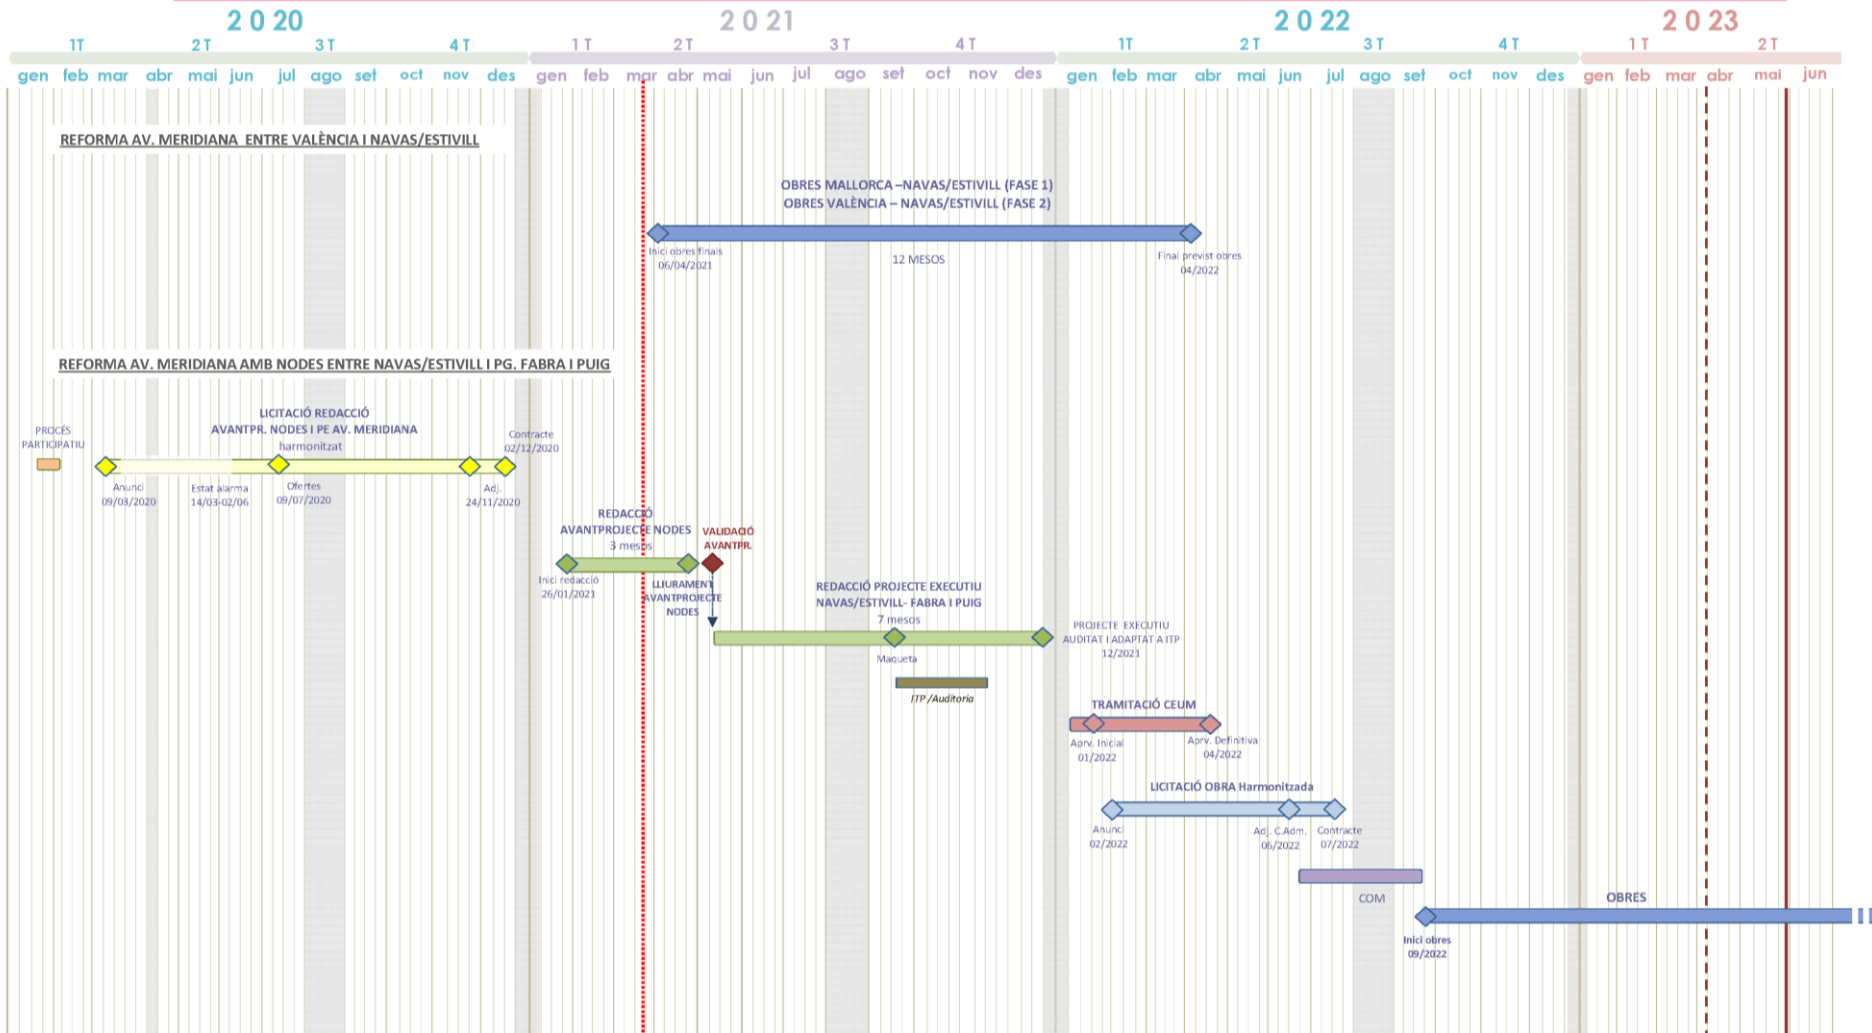 2020 2021 2022 2023
1T 2T 3T 4T 1T 2T 3T 4T 1T 2T 3T 4T 1T 2T
gen feb mar abr mai jun jul ago set oct nov des gen feb mar abr mai jun jul ago set oct nov des gen feb mar abr mai jun jul ago set oct nov des gen feb mar abr mai jun
REFORMA AV. MERIDIANA ENTRE VALÈNCIA I NAVAS/ESTIVILL
OBRES MALLORCA –NAVAS/ESTIVILL (FASE 1)
OBRES VALÈNCIA – NAVAS/ESTIVILL (FASE 2)
Inici obres finals
06/04/2021
12 MESOS
Final previst obres
04/2022
REFORMA AV. MERIDIANA AMB NODES ENTRE NAVAS/ESTIVILL I PG. FABRA I PUIG
PROCÉS
PARTICIPATIU
LICITACIÓ REDACCIÓ
AVANTPR. NODES I PE AV. MERIDIANA
harmonitzat
Contracte
02/12/2020
Anunci
09/03/2020
Estat alarma
14/03-02/06
Ofertes
09/07/2020
Adj.
24/11/2020
REDACCIÓ
AVANTPROJECTE NODES
3 mesos
VALIDACIÓ
AVANTPR.
Inici redacció
26/01/2021
LLIURAMENT
AVANTPROJECTE
NODES
REDACCIÓ PROJECTE EXECUTIU
NAVAS/ESTIVILL- FABRA I PUIG
7 mesos
Maqueta
PROJECTE EXECUTIU
AUDITAT I ADAPTAT A ITP
12/2021
ITP /Auditoria
TRAMITACIÓ CEUM
Aprv. Inicial
01/2022
Aprv. Definitiva
04/2022
LICITACIÓ OBRA Harmonitzada
Anunci
02/2022
Adj. C.Adm.
06/2022
Contracte
07/2022
COM
OBRES
Inici obres
09/2022